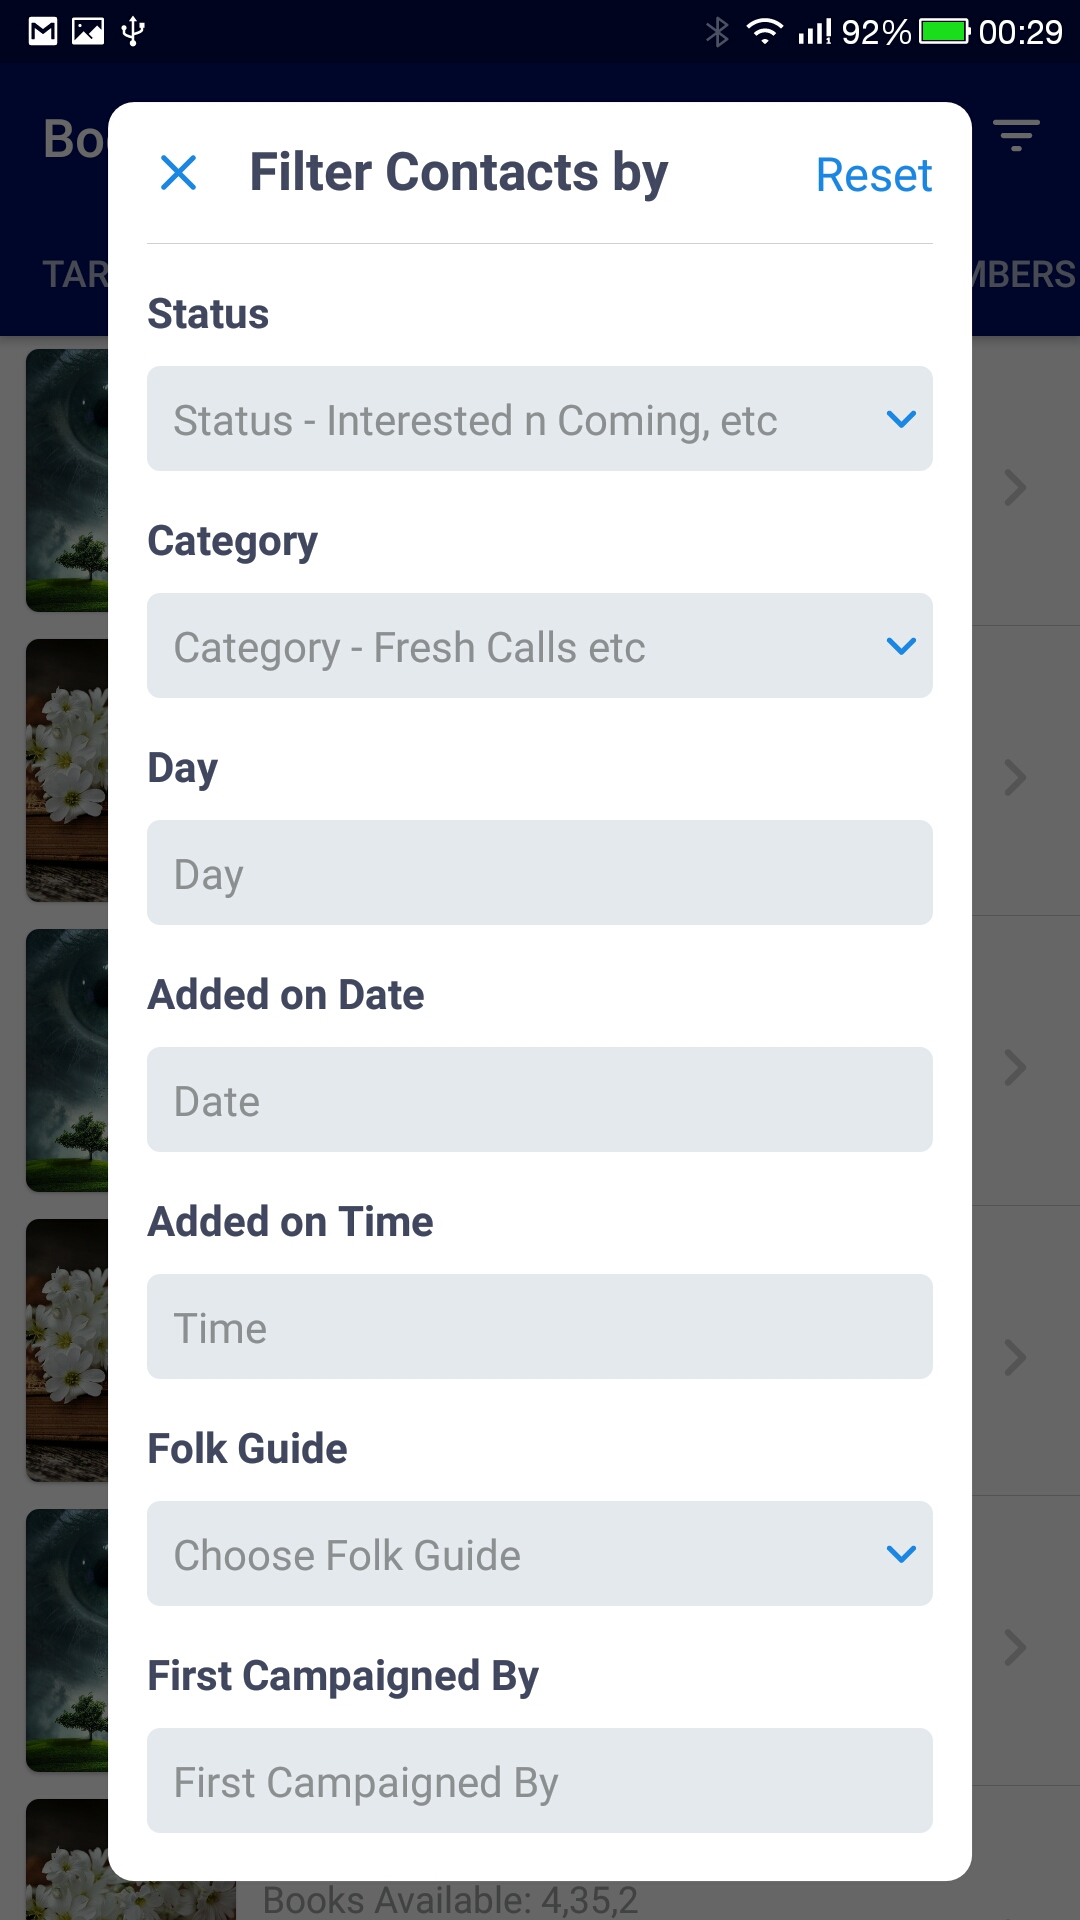 92% 00:29
Bo
Filter Contacts by
Reset
TAR
MBERS
Status
Status - Interested n Coming, etc
Category
Category - Fresh Calls etc
Day
Day
Added on Date
Date
Added on Time
Time
Folk Guide
Choose Folk Guide
First Campaigned By
First Campaigned By
Books Available: 4,35,2